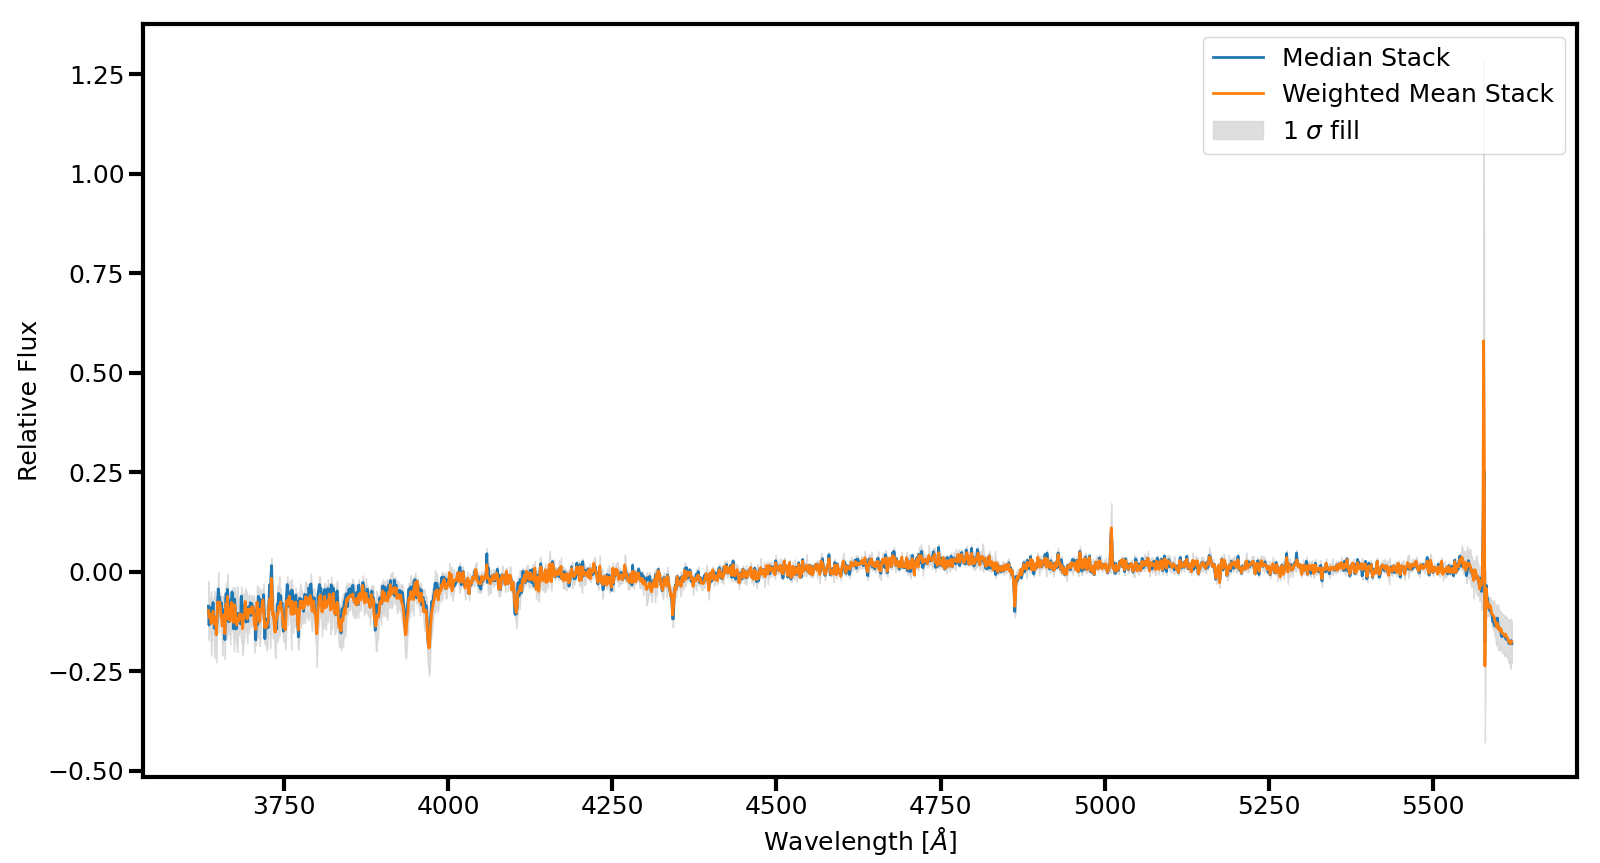 Median Stack
Weighted Mean Stack
1 σ fill
1.25
1.00
0.75
0.50
0.25
0.00
−0.25
−0.50
Relative Flux
3750 4000 4250 4500 4750 5000 5250 5500
Wavelength [Å]